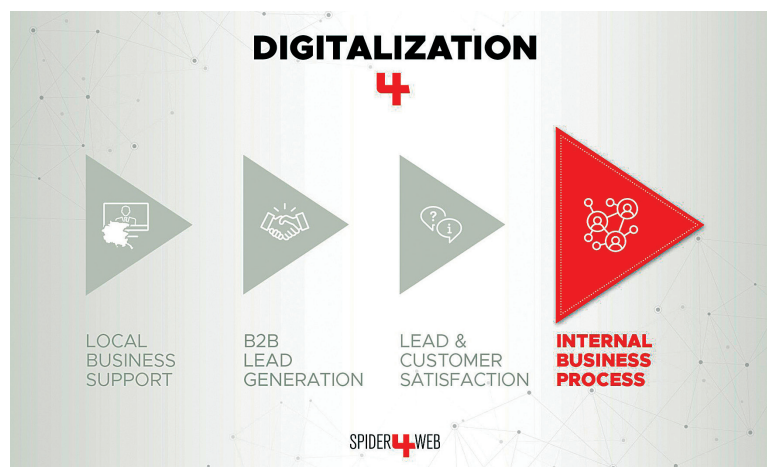 DIGITALIZATION
4
? i
LOCAL
BUSINESS
SUPPORT
B2B
LEAD
GENERATION
LEAD &
CUSTOMER
SATISFACTION
INTERNAL
BUSINESS
PROCESS
SPIDER4WEB